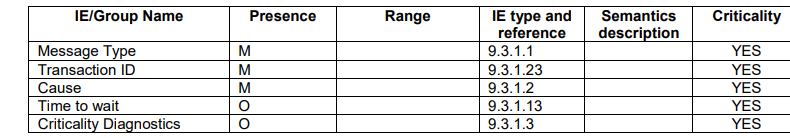 IE/Group Name Presence Range IE type and reference Semantics description Criticality
Message Type M 9.3.1.1 YES
Transaction ID M 9.3.1.23 YES
Cause M 9.3.1.2 YES
Time to wait O 9.3.1.13 YES
Criticality Diagnostics O 9.3.1.3 YES